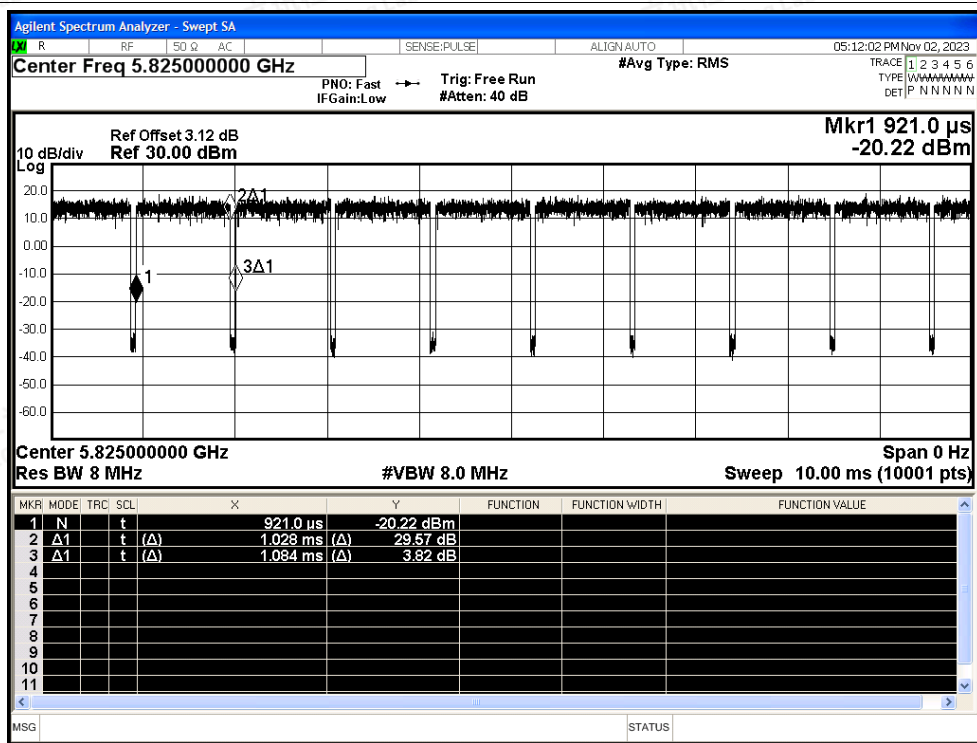 Agilent Spectrum Analyzer - Swept SA
LXI R RF 50 Ω AC SENSE:PULSE ALIGN AUTO 05:12:02 PM Nov 02, 2023
Center Freq 5.825000000 GHz
PNO: Fast
IFGain:Low
Trig: Free Run
#Atten: 40 dB
#Avg Type: RMS
TRACE 1 2 3 4 5 6
TYPE WWWWWW
DET P N N N N N
Mkr1 921.0 µs
-20.22 dBm
Ref Offset 3.12 dB
10 dB/div Ref 30.00 dBm
Log
20.0
10.0
0.00
-10.0
-20.0
-30.0
-40.0
-50.0
-60.0
2Δ1
3Δ1
1
Center 5.825000000 GHz Span 0 Hz
Res BW 8 MHz #VBW 8.0 MHz Sweep 10.00 ms (10001 pts)
MKR MODE TRC SCL X Y FUNCTION FUNCTION WIDTH FUNCTION VALUE
1 N t 921.0 µs -20.22 dBm
2 Δ1 t (Δ) 1.028 ms (Δ) 29.57 dB
3 Δ1 t (Δ) 1.084 ms (Δ) 3.82 dB
4
5
6
7
8
9
10
11
MSG STATUS